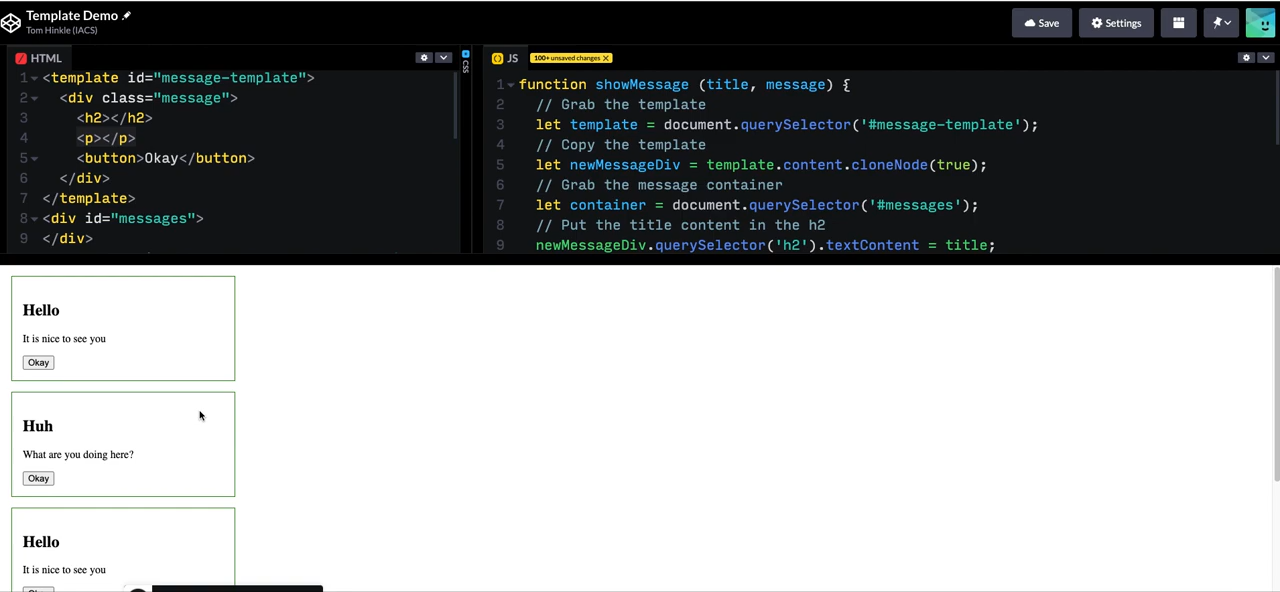 Template Demo
Tom Hinkle (IACS)
Save
Settings
HTML
1 <template id="message-template">
2 <div class="message">
3 <h2></h2>
4 <p></p>
5 <button>Okay</button>
6 </div>
7 </template>
8 <div id="messages">
9 </div>
CSS
JS 100+ unsaved changes X
1 function showMessage (title, message) {
2 // Grab the template
3 let template = document.querySelector('#message-template');
4 // Copy the template
5 let newMessageDiv = template.content.cloneNode(true);
6 // Grab the message container
7 let container = document.querySelector('#messages');
8 // Put the title content in the h2
9 newMessageDiv.querySelector('h2').textContent = title;
Hello
It is nice to see you
Okay
Huh
What are you doing here?
Okay
Hello
It is nice to see you